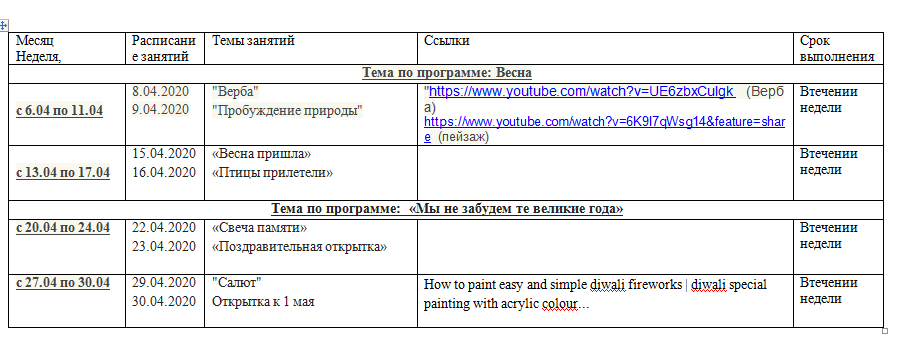 Месяц Неделя,	Расписани	Темы занятий	Ссылки	Срок
е занятий	выполнения
Тема по программе: Весна
с 6.04 по 11.04	8.04.2020	"Верба"	"https://www.youtube.com/watch?v=UE6zbxCulgk (Верб	Втечении
9.04.2020	"Пробуждение природы"	а)	недели
https://www.youtube.com/watch?v=6K9I7qWsg14&feature=shar
e (пейзаж)
с 13.04 по 17.04	15.04.2020	«Весна пришла»	Втечении
16.04.2020	«Птицы прилетели»	недели
Тема по программе: «Мы не забудем те великие года»
с 20.04 по 24.04	22.04.2020	«Свеча памяти»	Втечении
23.04.2020	«Поздравительная открытка»	недели
с 27.04 по 30.04	29.04.2020	"Салют"	How to paint easy and simple diwali fireworks | diwali special	Втечении
30.04.2020	Открытка к 1 мая	painting with acrylic colour…	недели